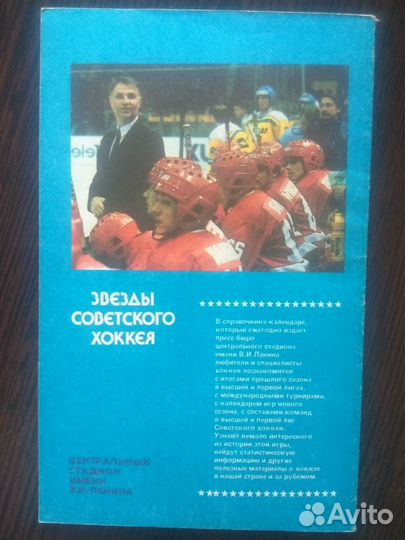 ЗВЕЗДЫ
СОВЕТСКОГО
ХОККЕЯ
В справочнике-календаре,
который ежегодно издает
пресс-бюро
центрального стадиона
имени В.И.Ленина
любители и специалисты
хоккея познакомятся
с итогами прошлого сезона
в высшей и первой лигах,
с международными турнирами,
с календарем игр нового
сезона, с составами команд
в высшей и первой лиг
Советского хоккея.
Узнают немало интересного
из истории этой игры,
найдут статистическую
информацию и другие
полезные материалы о хоккее
в нашей стране и за рубежом.
ЦЕНТРАЛЬНЫЙ
СТАДИОН
ИМЕНИ
В.И. ЛЕНИНА
Avito